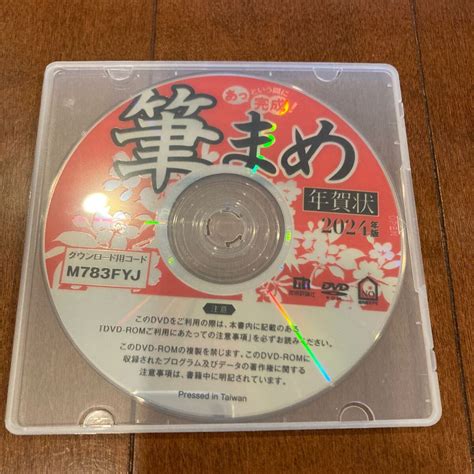 あっという間に
完成!
筆まめ
年賀状
2024年版
ダウンロード用コード
M783FYJ
DVD
NO
注意
このDVDをご利用の際は、本書内に記載のある
「DVD-ROMご利用にあたっての注意事項」を必ずお読みください。
このDVD-ROMの複製を禁じます。このDVD-ROMに
収録されたプログラム及びデータの著作権に関する
注意事項は、書籍中に明記されています。
Pressed in Taiwan